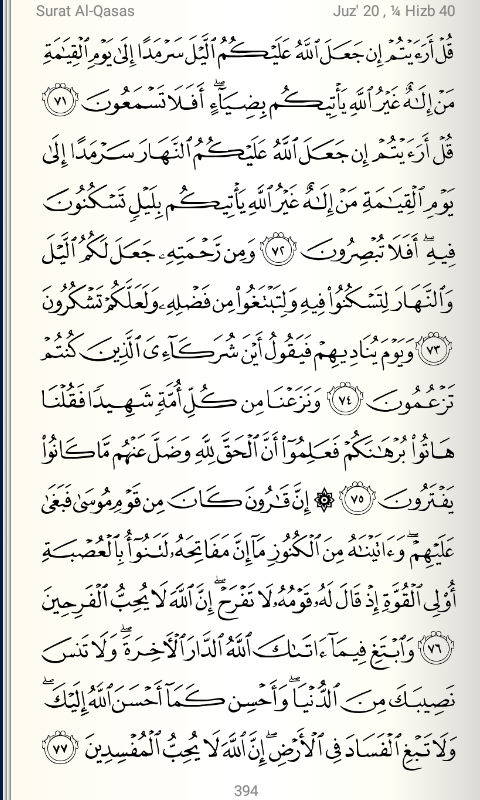 Surat Al-Qasas Juz' 20 , ¼ Hizb 40
قُلْ أَرَءَيْتُمْ إِن جَعَلَ ٱللَّهُ عَلَيْكُمُ ٱلَّيْلَ سَرْمَدًا إِلَىٰ يَوْمِ ٱلْقِيَٰمَةِ
مَنْ إِلَٰهٌ غَيْرُ ٱللَّهِ يَأْتِيكُم بِضِيَآءٍ ۖ أَفَلَا تَسْمَعُونَ ٧١
قُلْ أَرَءَيْتُمْ إِن جَعَلَ ٱللَّهُ عَلَيْكُمُ ٱلنَّهَارَ سَرْمَدًا إِلَىٰ
يَوْمِ ٱلْقِيَٰمَةِ مَنْ إِلَٰهٌ غَيْرُ ٱللَّهِ يَأْتِيكُم بِلَيْلٍ تَسْكُنُونَ
فِيهِ ۖ أَفَلَا تُبْصِرُونَ ٧٢ وَمِن رَّحْمَتِهِۦ جَعَلَ لَكُمُ ٱلَّيْلَ
وَٱلنَّهَارَ لِتَسْكُنُوا۟ فِيهِ وَلِتَبْتَغُوا۟ مِن فَضْلِهِۦ وَلَعَلَّكُمْ تَشْكُرُونَ
٧٣ وَيَوْمَ يُنَادِيهِمْ فَيَقُولُ أَيْنَ شُرَكَآءِىَ ٱلَّذِينَ كُنتُمْ
تَزْعُمُونَ ٧٤ وَنَزَعْنَا مِن كُلِّ أُمَّةٍ شَهِيدًا فَقُلْنَا
هَاتُوا۟ بُرْهَٰنَكُمْ فَعَلِمُوٓا۟ أَنَّ ٱلْحَقَّ لِلَّهِ وَضَلَّ عَنْهُم مَّا كَانُوا۟
يَفْتَرُونَ ٧٥ ۞ إِنَّ قَٰرُونَ كَانَ مِن قَوْمِ مُوسَىٰ فَبَغَىٰ
عَلَيْهِمْ ۖ وَءَاتَيْنَٰهُ مِنَ ٱلْكُنُوزِ مَآ إِنَّ مَفَاتِحَهُۥ لَتَنُوٓأُ بِٱلْعُصْبَةِ
أُو۟لِى ٱلْقُوَّةِ إِذْ قَالَ لَهُۥ قَوْمُهُۥ لَا تَفْرَحْ ۖ إِنَّ ٱللَّهَ لَا يُحِبُّ ٱلْفَرِحِينَ
٧٦ وَٱبْتَغِ فِيمَآ ءَاتَىٰكَ ٱللَّهُ ٱلدَّارَ ٱلْءَاخِرَةَ ۖ وَلَا تَنسَ
نَصِيبَكَ مِنَ ٱلدُّنْيَا ۖ وَأَحْسِن كَمَآ أَحْسَنَ ٱللَّهُ إِلَيْكَ ۖ
وَلَا تَبْغِ ٱلْفَسَادَ فِى ٱلْأَرْضِ ۖ إِنَّ ٱللَّهَ لَا يُحِبُّ ٱلْمُفْسِدِينَ ٧٧
394